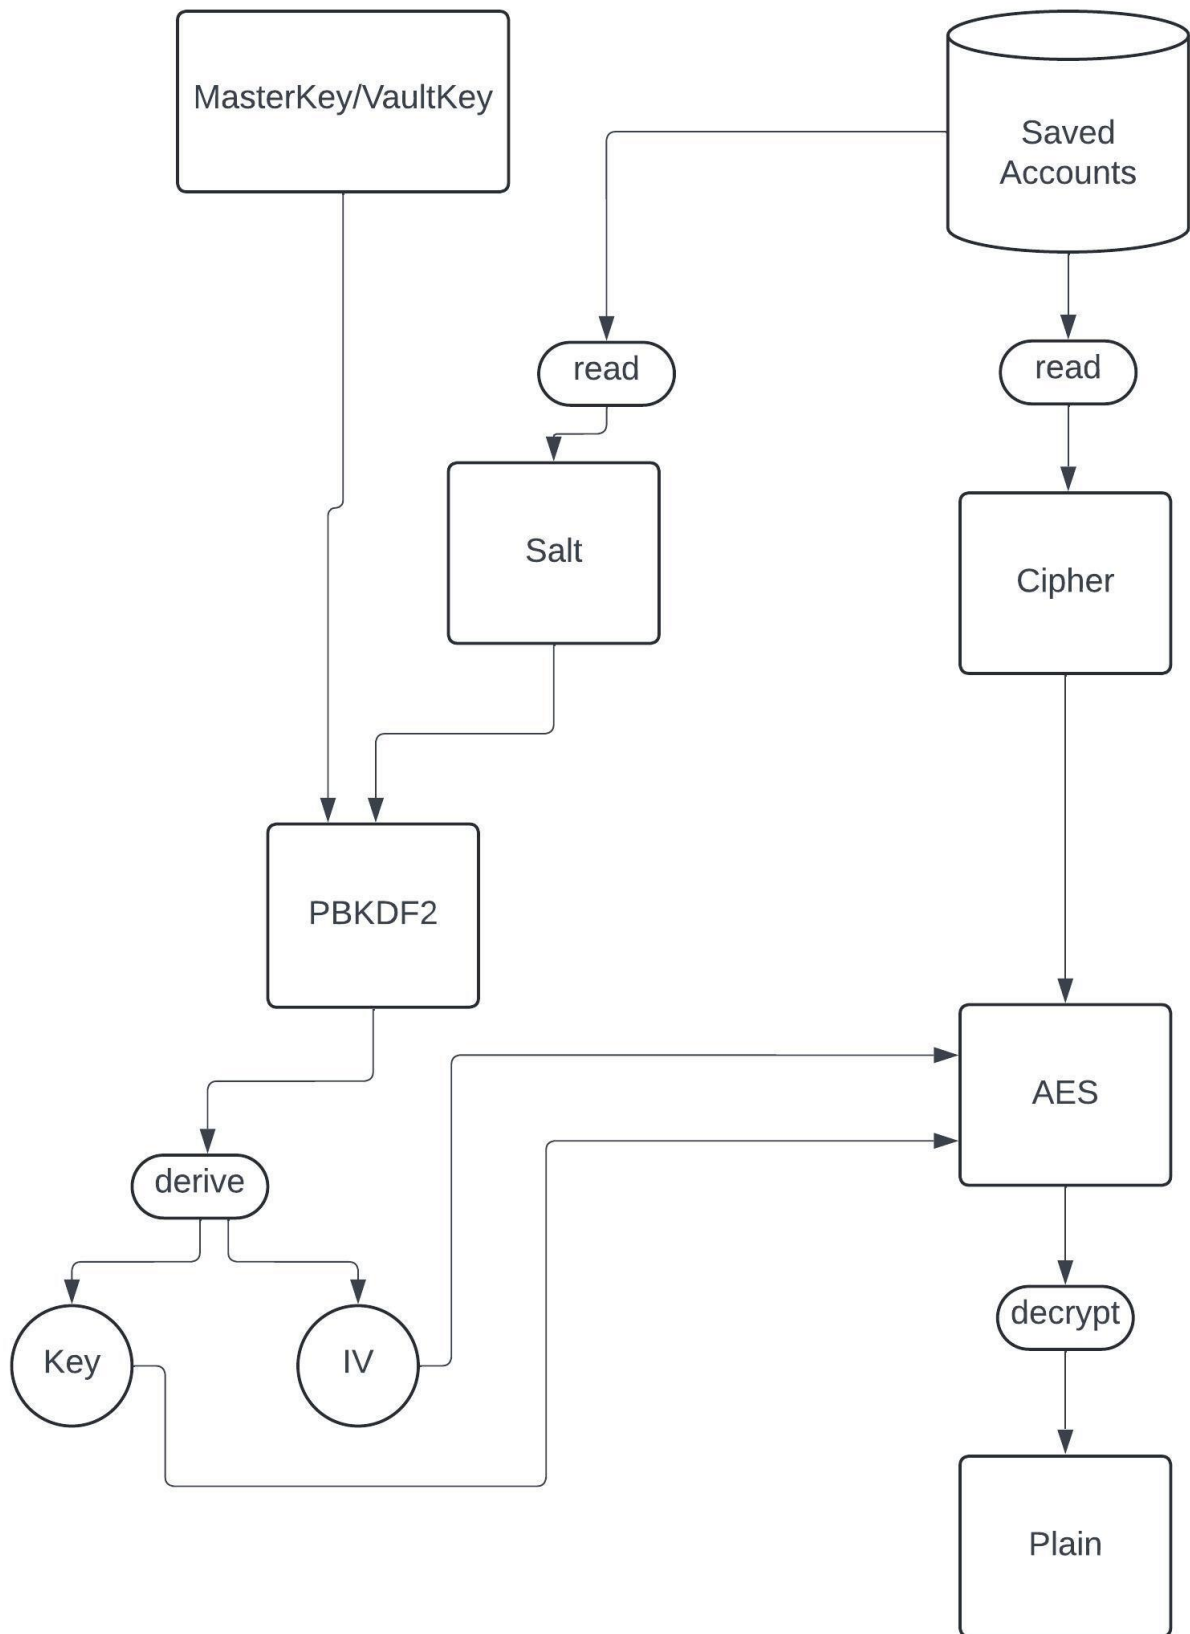 MasterKey/VaultKey
Saved
Accounts
read
read
Salt
Cipher
PBKDF2
AES
derive
decrypt
Key
IV
Plain